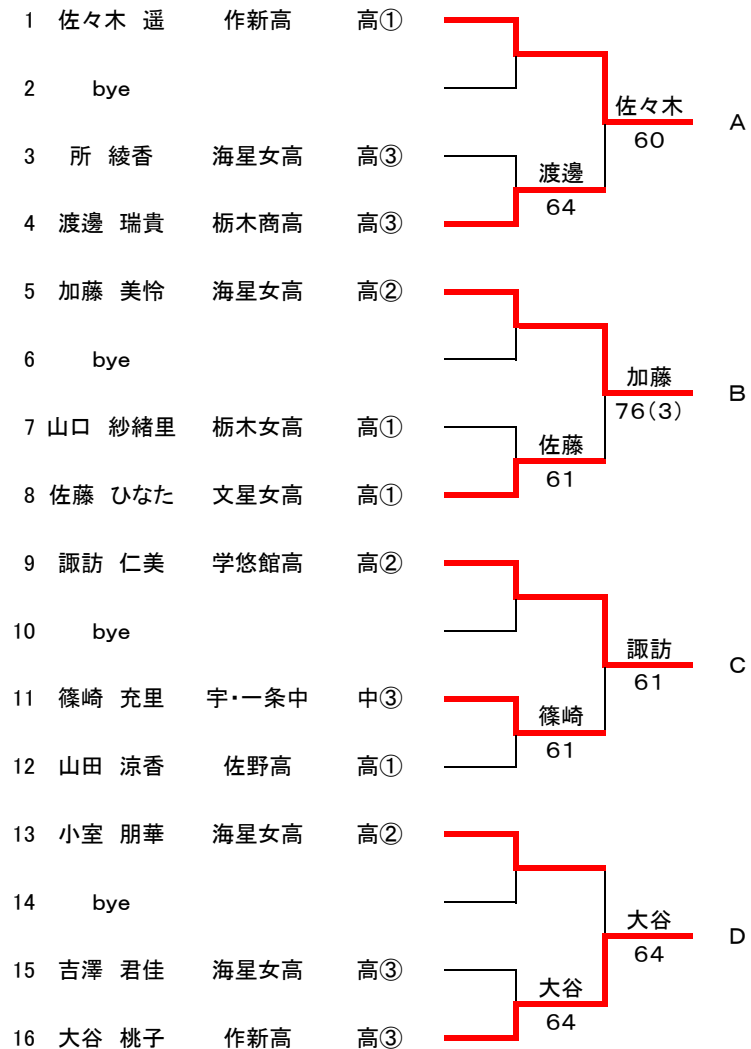 1 佐々木 遥 作新高 高①
2 bye
佐々木 A
60
3 所 綾香 海星女高 高③
渡邊
64
4 渡邊 瑞貴 栃木商高 高③
5 加藤 美怜 海星女高 高②
6 bye
加藤 B
76(3)
7 山口 紗緒里 栃木女高 高①
佐藤
61
8 佐藤 ひなた 文星女高 高①
9 諏訪 仁美 学悠館高 高②
10 bye
諏訪 C
61
11 篠崎 充里 宇・一条中 中③
篠崎
61
12 山田 涼香 佐野高 高①
13 小室 朋華 海星女高 高②
14 bye
大谷 D
64
15 吉澤 君佳 海星女高 高③
大谷
64
16 大谷 桃子 作新高 高③